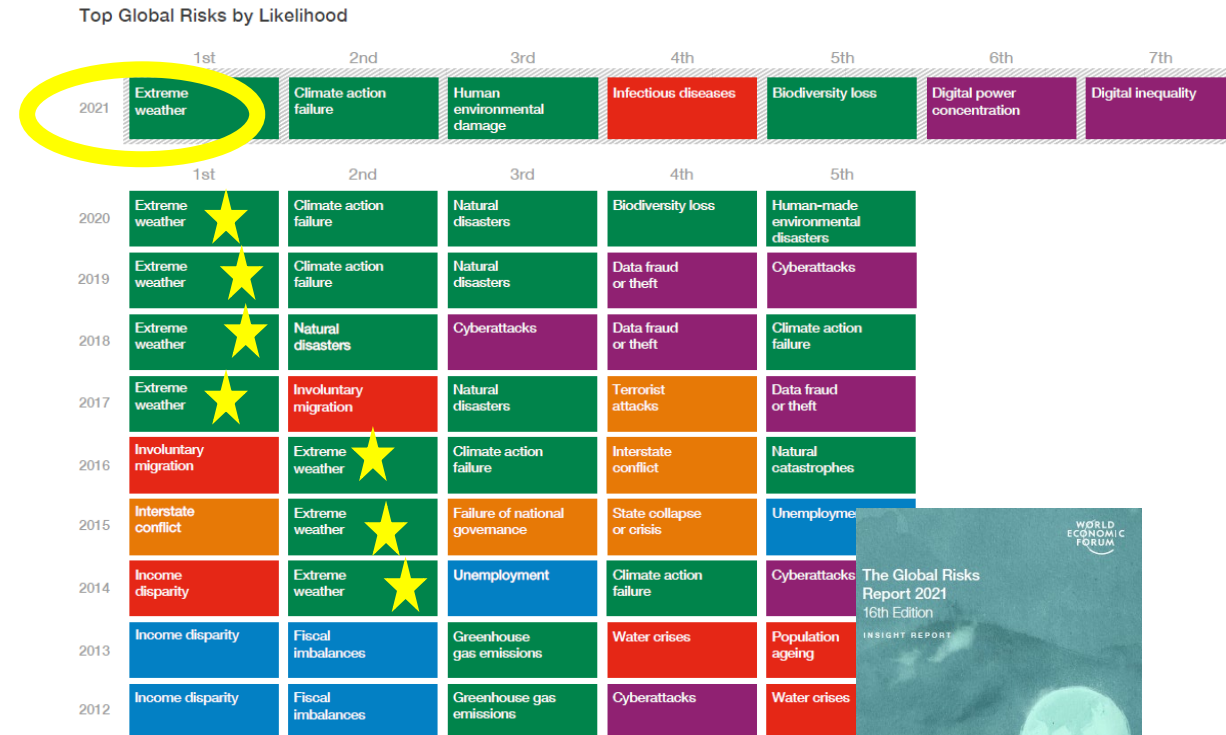 Top Global Risks by Likelihood
1st 2nd 3rd 4th 5th 6th 7th
2021
Extreme
weather
Climate action
failure
Human
environmental
damage
Infectious diseases
Biodiversity loss
Digital power
concentration
Digital inequality
1st 2nd 3rd 4th 5th
2020
Extreme
weather
Climate action
failure
Natural
disasters
Biodiversity loss
Human-made
environmental
disasters
2019
Extreme
weather
Climate action
failure
Natural
disasters
Data fraud
or theft
Cyberattacks
2018
Extreme
weather
Natural
disasters
Cyberattacks
Data fraud
or theft
Climate action
failure
2017
Extreme
weather
Involuntary
migration
Natural
disasters
Terrorist
attacks
Data fraud
or theft
2016
Involuntary
migration
Extreme
weather
Climate action
failure
Interstate
conflict
Natural
catastrophes
2015
Interstate
conflict
Extreme
weather
Failure of national
governance
State collapse
or crisis
Unemployme
2014
Income
disparity
Extreme
weather
Unemployment
Climate action
failure
Cyberattacks
2013
Income disparity
Fiscal
imbalances
Greenhouse
gas emissions
Water crises
Population
ageing
2012
Income disparity
Fiscal
imbalances
Greenhouse gas
emissions
Cyberattacks
Water crises
WORLD
ECONOMIC
FORUM
The Global Risks
Report 2021
16th Edition
INSIGHT REPORT